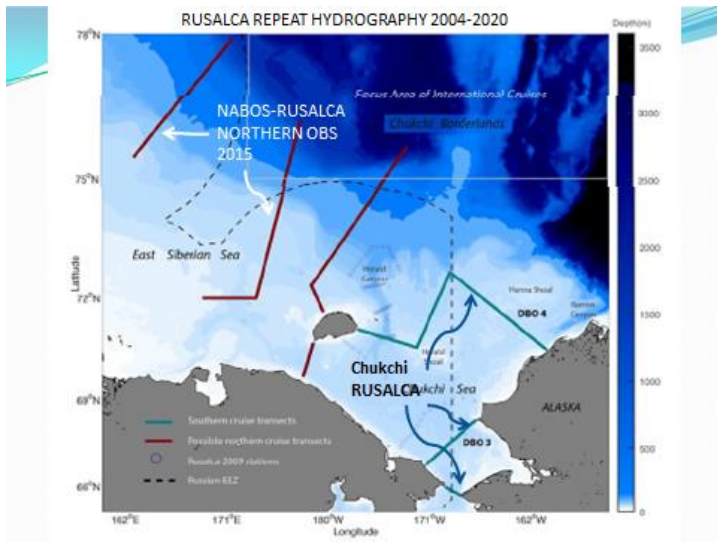 RUSALCA REPEAT HYDROGRAPHY 2004-2020
Depth(m)
78°N
75°N
72°N
69°N
66°N
Latitude
3500
3000
2500
2000
1500
1000
500
0
Focus Area of International Cruises
Chukchi Borderlands
NABOS-RUSALCA
NORTHERN OBS
2015
East Siberian Sea
Herald
Canyon
Hanna Shoal
DBO 4
Barrow
Canyon
Herald
Shoal
Chukchi
RUSALCA
Chukchi Sea
ALASKA
DBO 3
Southern cruise transects
Possible northern cruise transects
Rusalca 2009 stations
Russian EEZ
162°E
171°E
180°W
171°W
162°W
Longitude